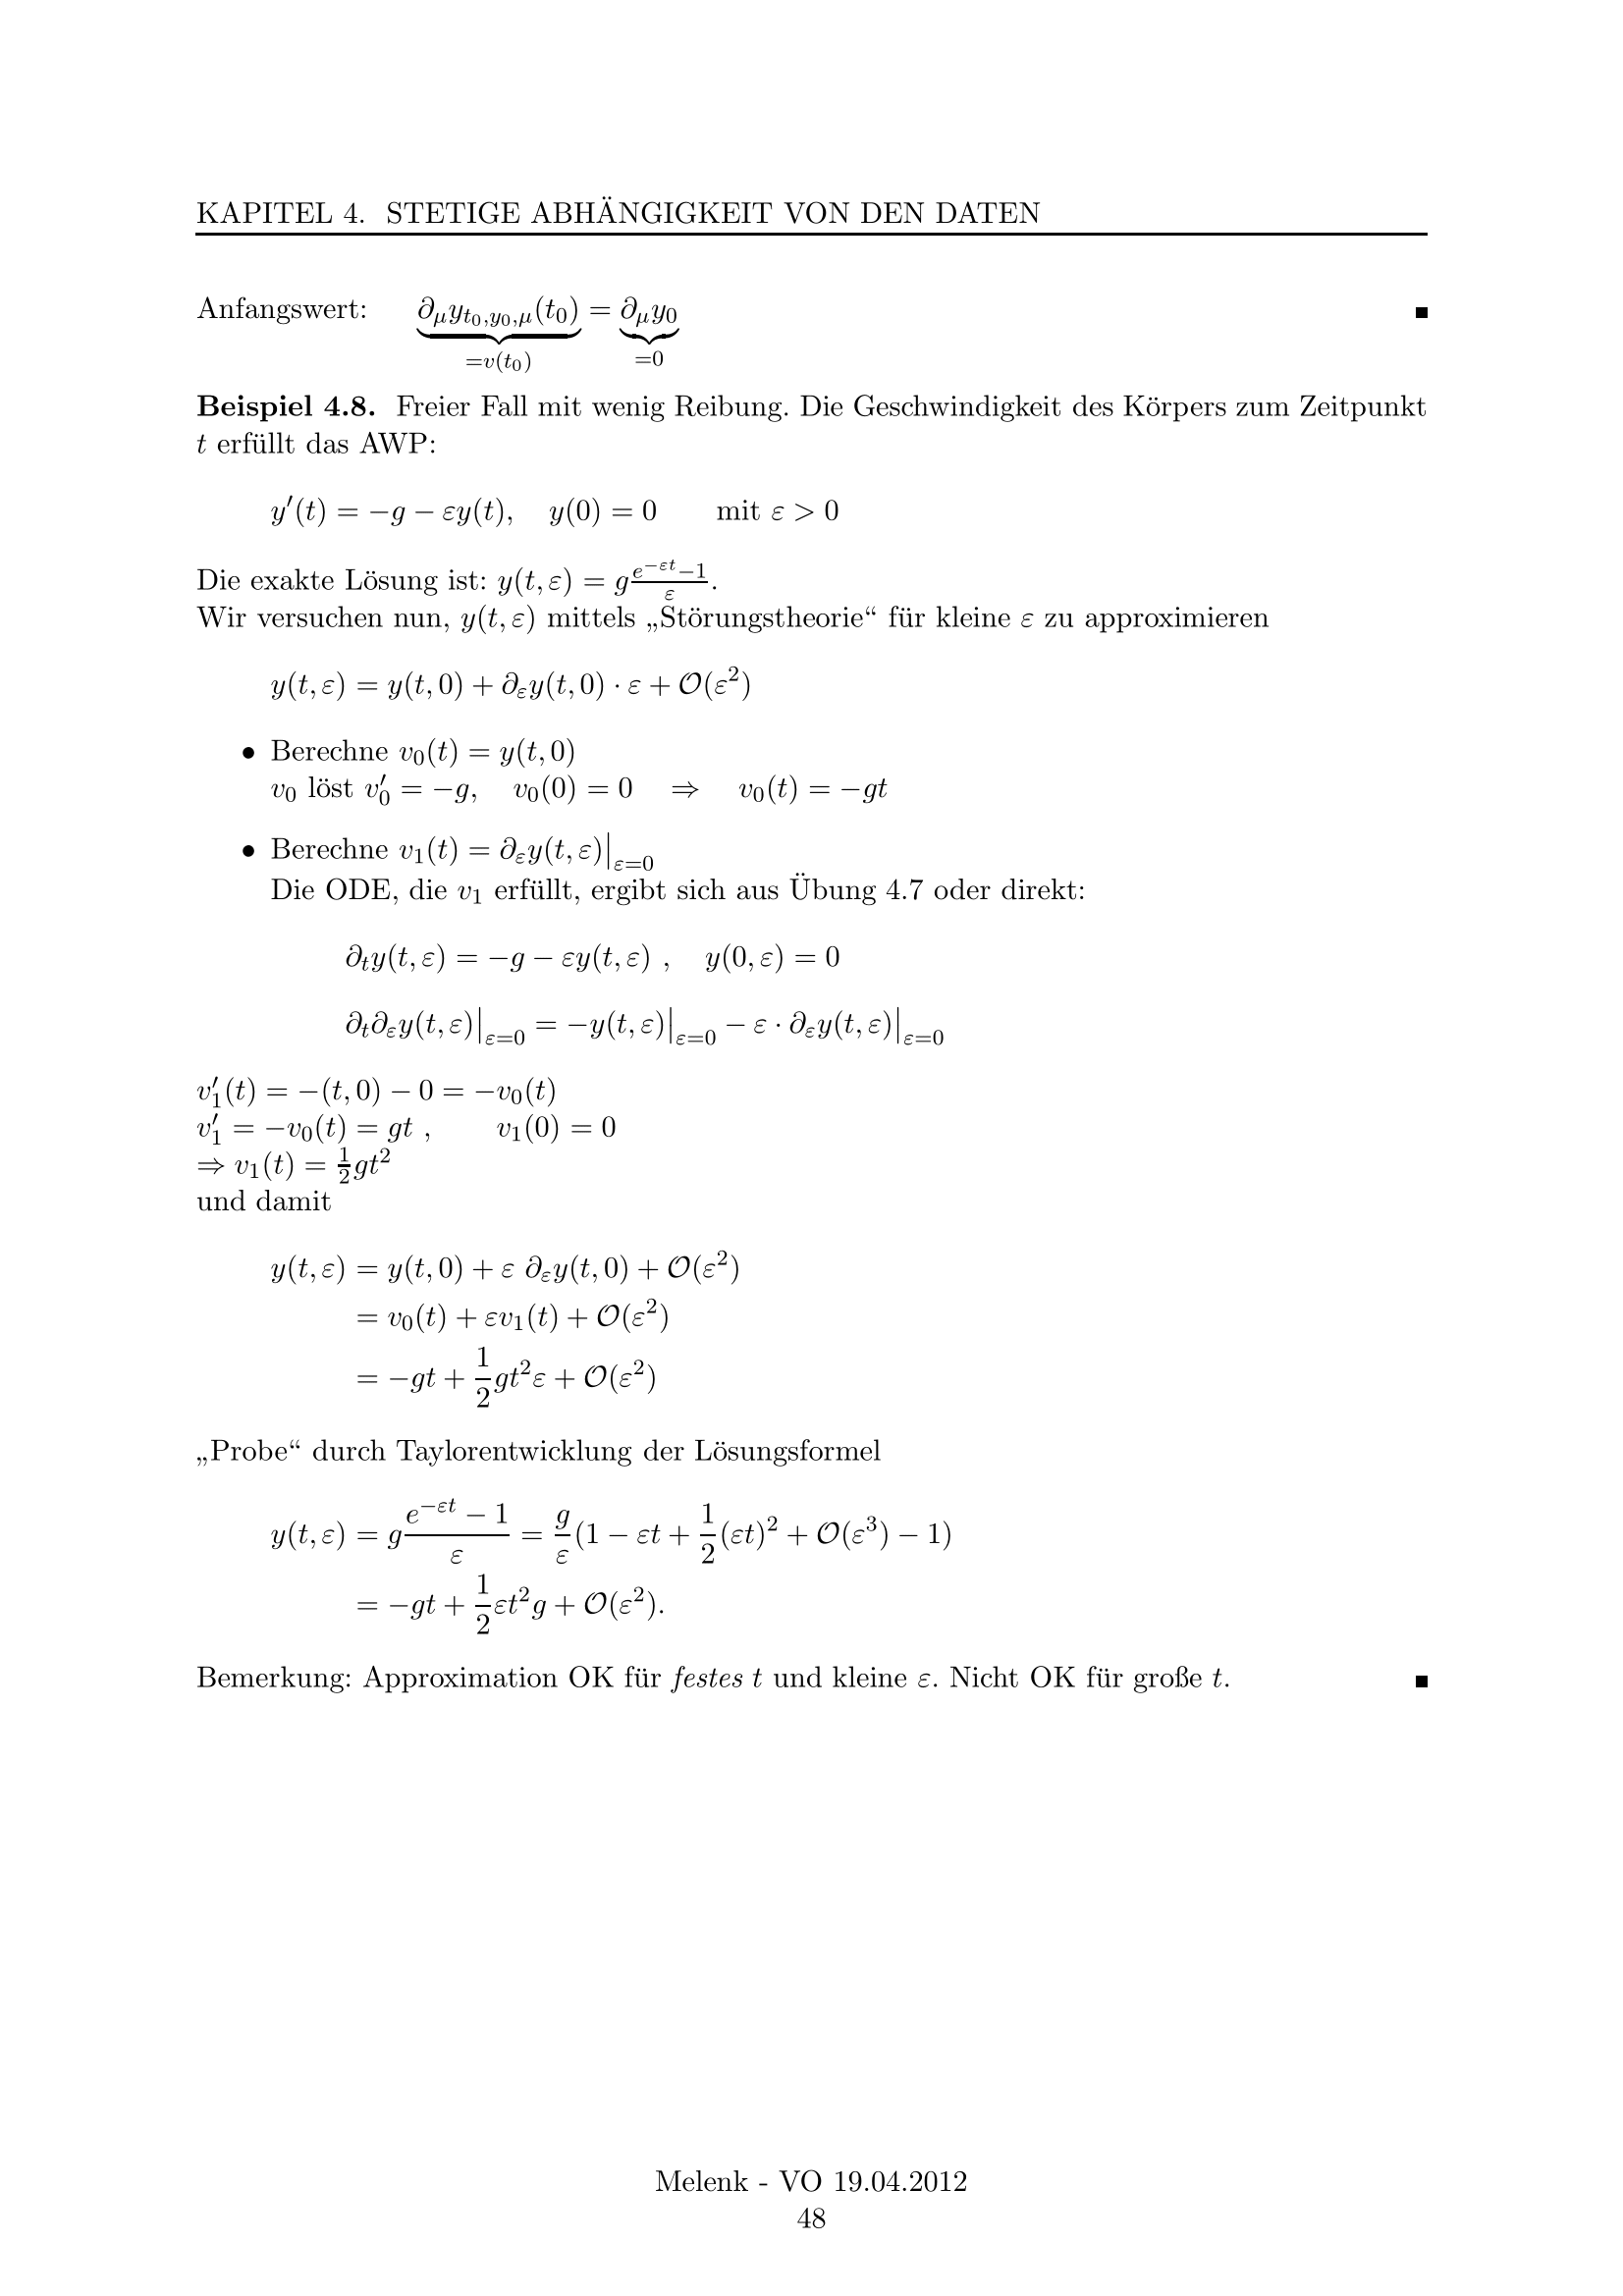 KAPITEL 4. STETIGE ABHÄNGIGKEIT VON DEN DATEN
Anfangswert: $\underbrace{\partial_\mu y_{t_0,y_0,\mu}(t_0)}_{=v(t_0)} = \underbrace{\partial_\mu y_0}_{=0}$ ■
Beispiel 4.8. Freier Fall mit wenig Reibung. Die Geschwindigkeit des Körpers zum Zeitpunkt
$t$ erfüllt das AWP:
$y'(t) = -g - \varepsilon y(t), \quad y(0) = 0 \qquad \text{mit } \varepsilon > 0$
Die exakte Lösung ist: $y(t,\varepsilon) = g\frac{e^{-\varepsilon t}-1}{\varepsilon}$.
Wir versuchen nun, $y(t,\varepsilon)$ mittels „Störungstheorie“ für kleine $\varepsilon$ zu approximieren
$y(t,\varepsilon) = y(t,0) + \partial_\varepsilon y(t,0) \cdot \varepsilon + \mathcal{O}(\varepsilon^2)$
• Berechne $v_0(t) = y(t,0)$
$v_0$ löst $v_0' = -g, \quad v_0(0) = 0 \quad \Rightarrow \quad v_0(t) = -gt$
• Berechne $v_1(t) = \partial_\varepsilon y(t,\varepsilon)\big|_{\varepsilon=0}$
Die ODE, die $v_1$ erfüllt, ergibt sich aus Übung 4.7 oder direkt:
$\partial_t y(t,\varepsilon) = -g - \varepsilon y(t,\varepsilon) \ , \quad y(0,\varepsilon) = 0$
$\partial_t \partial_\varepsilon y(t,\varepsilon)\big|_{\varepsilon=0} = -y(t,\varepsilon)\big|_{\varepsilon=0} - \varepsilon \cdot \partial_\varepsilon y(t,\varepsilon)\big|_{\varepsilon=0}$
$v_1'(t) = -(t,0) - 0 = -v_0(t)$
$v_1' = -v_0(t) = gt \ , \qquad v_1(0) = 0$
$\Rightarrow v_1(t) = \frac{1}{2}gt^2$
und damit
$y(t,\varepsilon) = y(t,0) + \varepsilon \ \partial_\varepsilon y(t,0) + \mathcal{O}(\varepsilon^2)$
$= v_0(t) + \varepsilon v_1(t) + \mathcal{O}(\varepsilon^2)$
$= -gt + \frac{1}{2}gt^2\varepsilon + \mathcal{O}(\varepsilon^2)$
„Probe“ durch Taylorentwicklung der Lösungsformel
$y(t,\varepsilon) = g\frac{e^{-\varepsilon t} - 1}{\varepsilon} = \frac{g}{\varepsilon}(1 - \varepsilon t + \frac{1}{2}(\varepsilon t)^2 + \mathcal{O}(\varepsilon^3) - 1)$
$= -gt + \frac{1}{2}\varepsilon t^2 g + \mathcal{O}(\varepsilon^2).$
Bemerkung: Approximation OK für festes $t$ und kleine $\varepsilon$. Nicht OK für große $t$. ■
Melenk - VO 19.04.2012
48